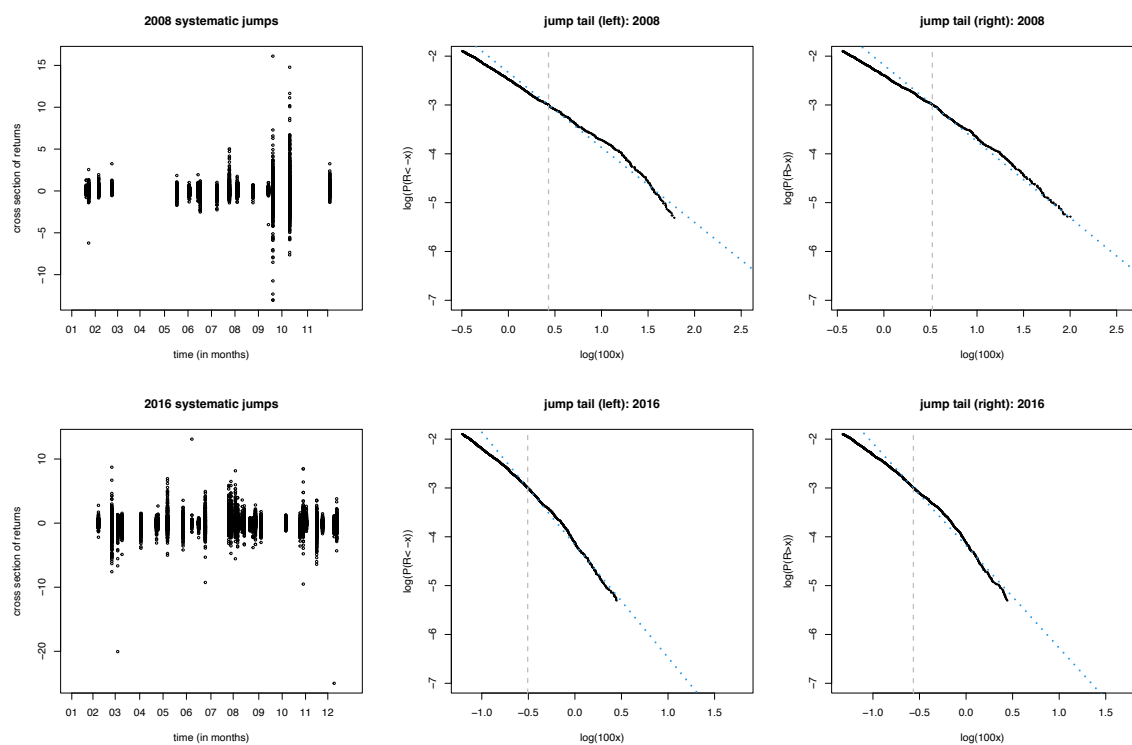 2008 systematic jumps
cross section of returns
15
10
5
0
−5
−10
01 02 03 04 05 06 07 08 09 10 11
time (in months)
jump tail (left): 2008
log(P(R< −x))
−2
−3
−4
−5
−6
−7
−0.5 0.0 0.5 1.0 1.5 2.0 2.5
log(100x)
jump tail (right): 2008
log(P(R>x))
−2
−3
−4
−5
−6
−7
−0.5 0.0 0.5 1.0 1.5 2.0 2.5
log(100x)
2016 systematic jumps
cross section of returns
10
0
−10
−20
01 02 03 04 05 06 07 08 09 10 11 12
time (in months)
jump tail (left): 2016
log(P(R< −x))
−2
−3
−4
−5
−6
−7
−1.0 −0.5 0.0 0.5 1.0 1.5
log(100x)
jump tail (right): 2016
log(P(R>x))
−2
−3
−4
−5
−6
−7
−1.0 −0.5 0.0 0.5 1.0 1.5
log(100x)